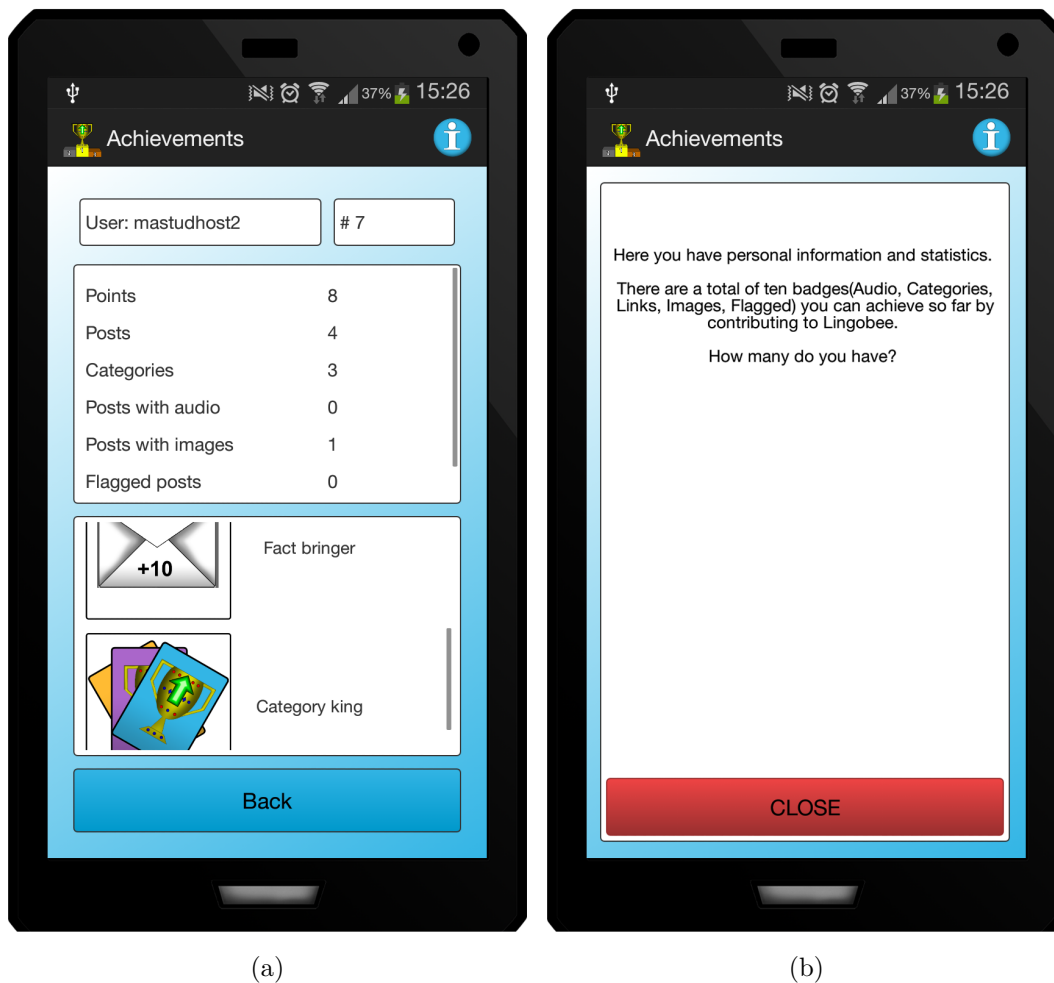 37% 15:26
Achievements
User: mastudhost2 # 7
Points 8
Posts 4
Categories 3
Posts with audio 0
Posts with images 1
Flagged posts 0
+10 Fact bringer
Category king
Back
(a)
37% 15:26
Achievements
Here you have personal information and statistics.
There are a total of ten badges(Audio, Categories,
Links, Images, Flagged) you can achieve so far by
contributing to Lingobee.
How many do you have?
CLOSE
(b)